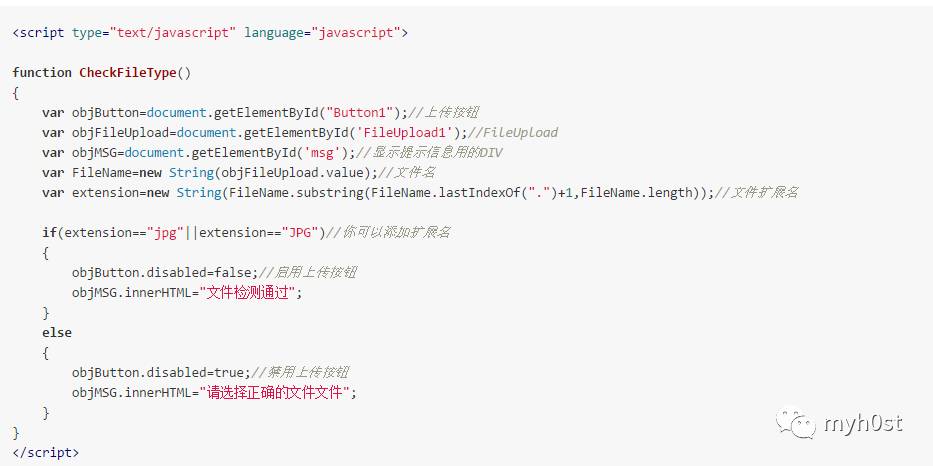 <script type="text/javascript" language="javascript">
function CheckFileType()
{
var objButton=document.getElementById("Button1");//上传按钮
var objFileUpload=document.getElementById('FileUpload1');//FileUpload
var objMSG=document.getElementById('msg');//显示提示信息用的DIV
var FileName=new String(objFileUpload.value);//文件名
var extension=new String(FileName.substring(FileName.lastIndexOf(".")+1,FileName.length));//文件扩展名
if(extension=="jpg"||extension=="JPG")//你可以添加扩展名
{
objButton.disabled=false;//启用上传按钮
objMSG.innerHTML="文件检测通过";
}
else
{
objButton.disabled=true;//禁用上传按钮
objMSG.innerHTML="请选择正确的文件文件";
}
}
</script>
myh0st